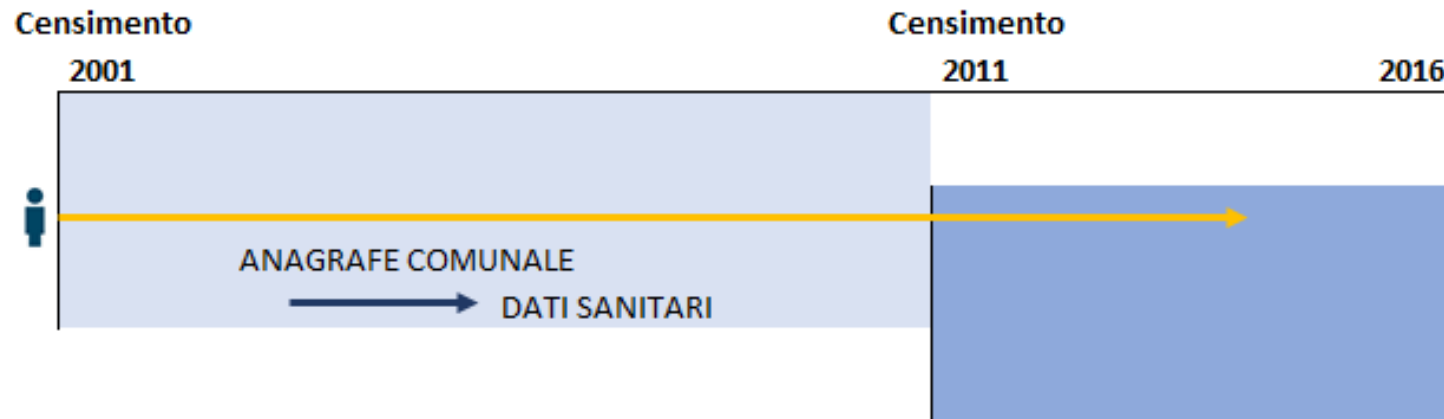 Censimento
2001
Censimento
2011
2016
ANAGRAFE COMUNALE
DATI SANITARI